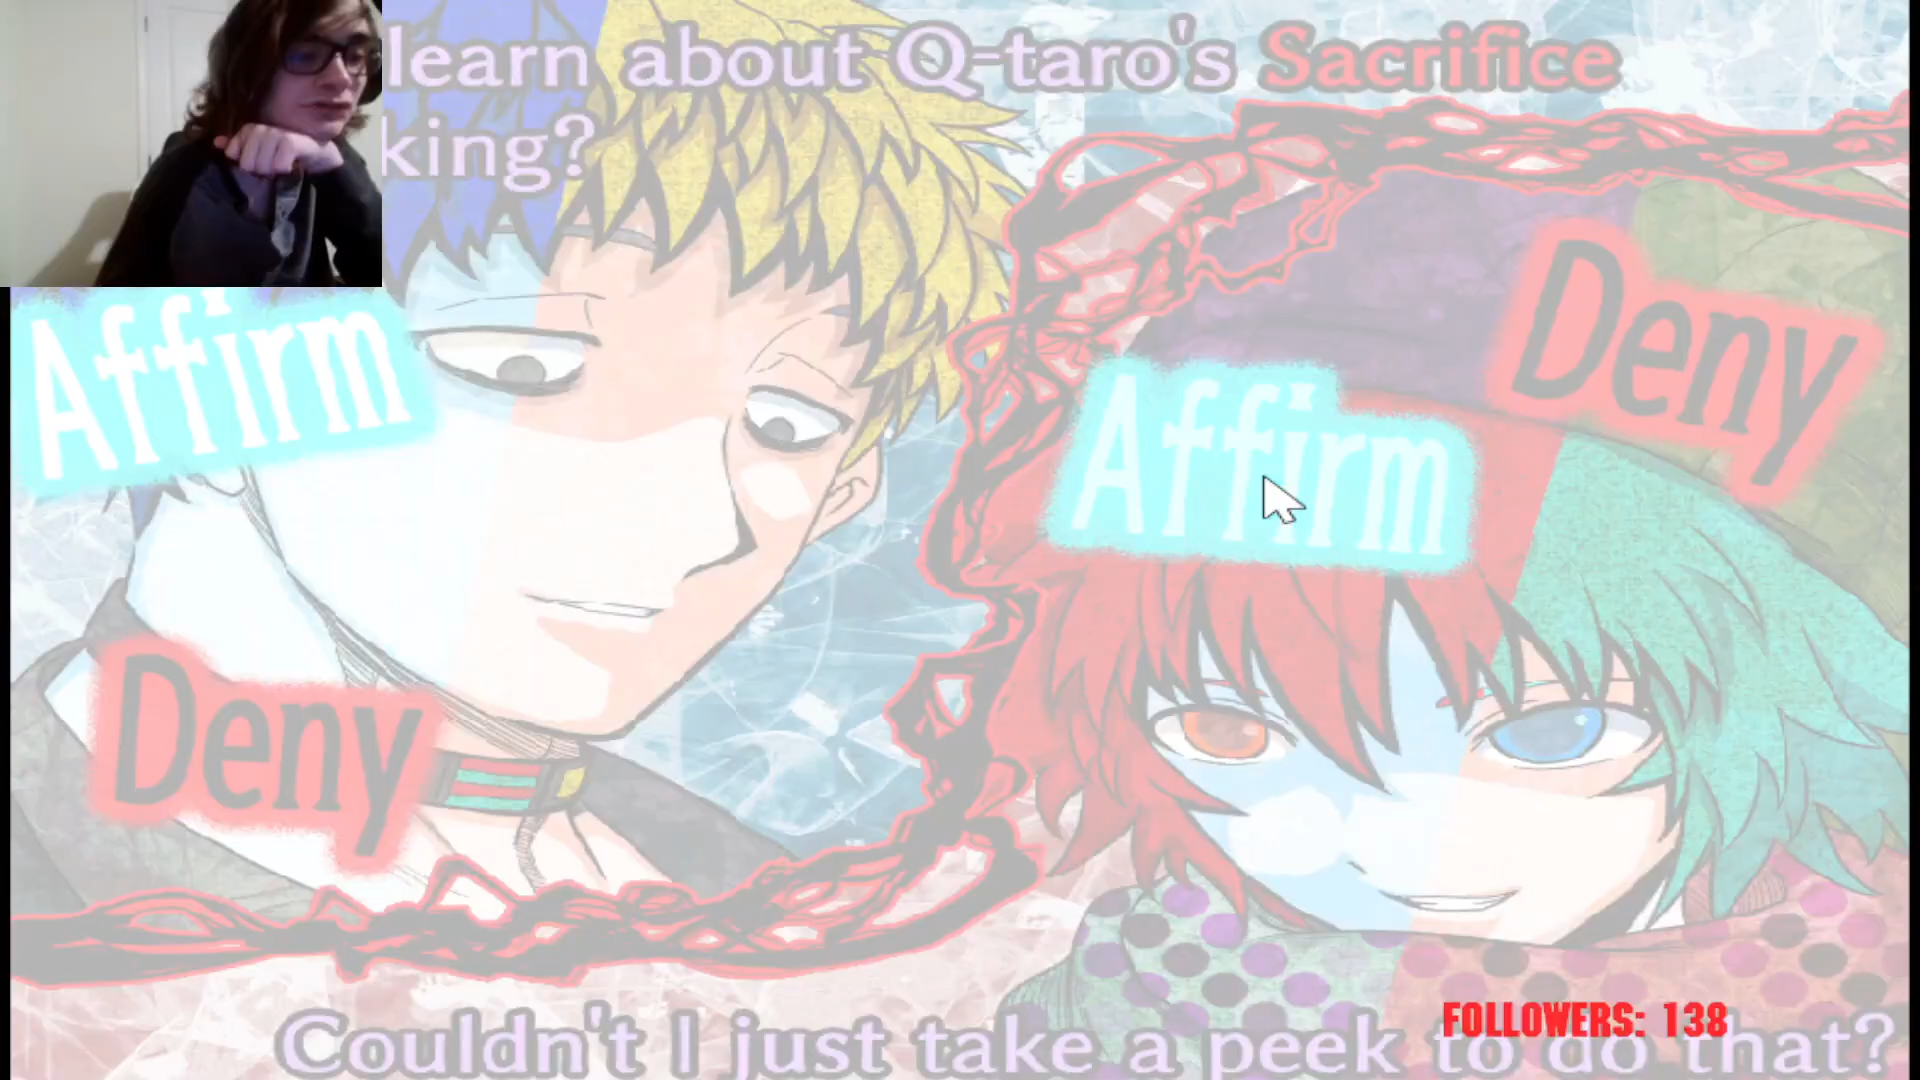 learn about Q-taro's Sacrifice
king?
Affirm
Deny
Affirm
Deny
FOLLOWERS: 138
Couldn't I just take a peek to do that?